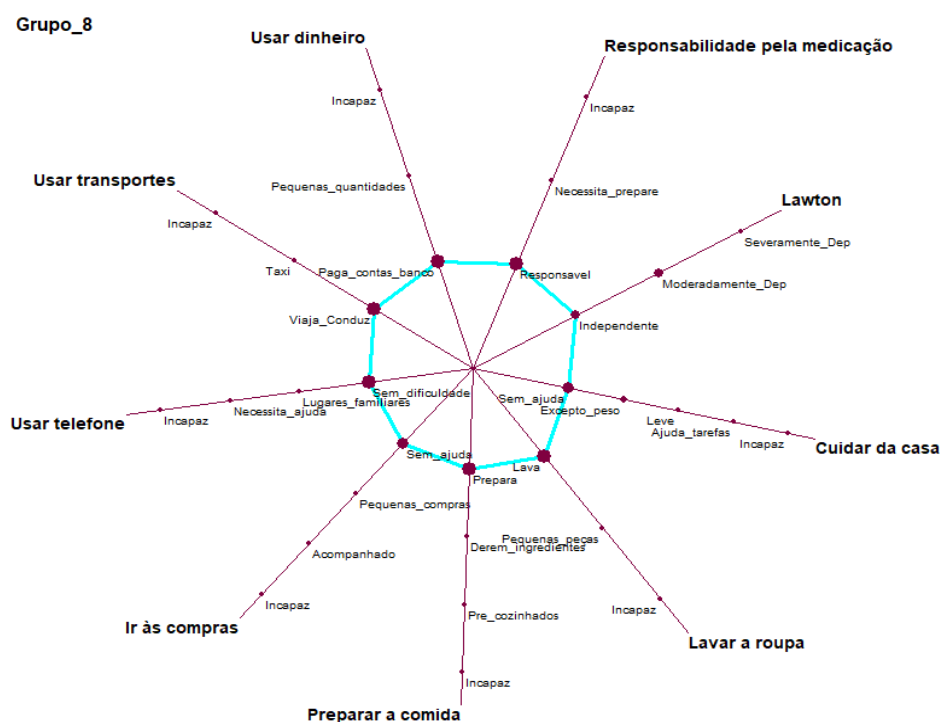 Grupo_8
Usar dinheiro
Incapaz
Pequenas_quantidades
Paga_contas_banco
Responsabilidade pela medicação
Incapaz
Necessita_prepare
Responsavel
Lawton
Severamente_Dep
Moderadamente_Dep
Independente
Usar transportes
Incapaz
Taxi
Viaja_Conduz
Usar telefone
Incapaz
Necessita_ajuda
Lugares_familiares
Sem_dificuldade
Cuidar da casa
Sem_ajuda
Excepto_peso
Leve
Ajuda_tarefas
Incapaz
Ir às compras
Sem_ajuda
Pequenas_compras
Acompanhado
Incapaz
Preparar a comida
Prepara
Derem_ingredientes
Pre_cozinhados
Incapaz
Lavar a roupa
Lava
Pequenas_peças
Incapaz